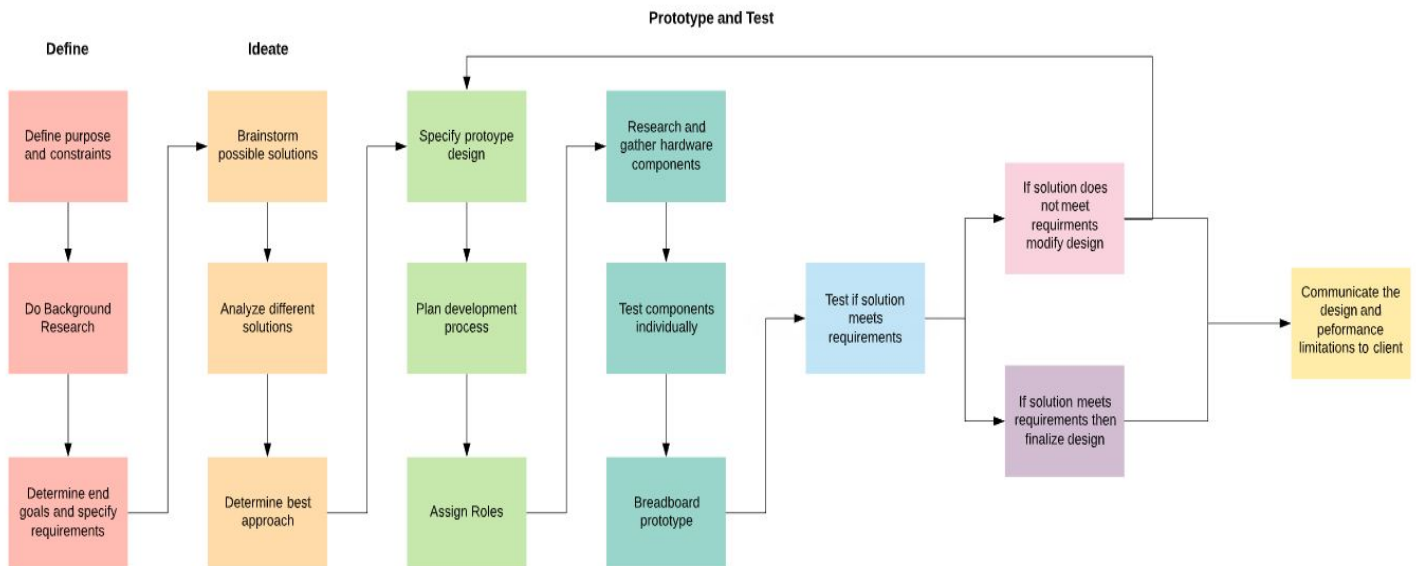 Prototype and Test
Define
Ideate
Define purpose
and constraints
Do Background
Research
Determine end
goals and specify
requirements
Brainstorm
possible solutions
Analyze different
solutions
Determine best
approach
Specify protoype
design
Plan development
process
Assign Roles
Research and
gather hardware
components
Test components
individually
Breadboard
prototype
Test if solution
meets
requirements
If solution does
not meet
requirments
modify design
If solution meets
requirements then
finalize design
Communicate the
design and
peformance
limitations to client